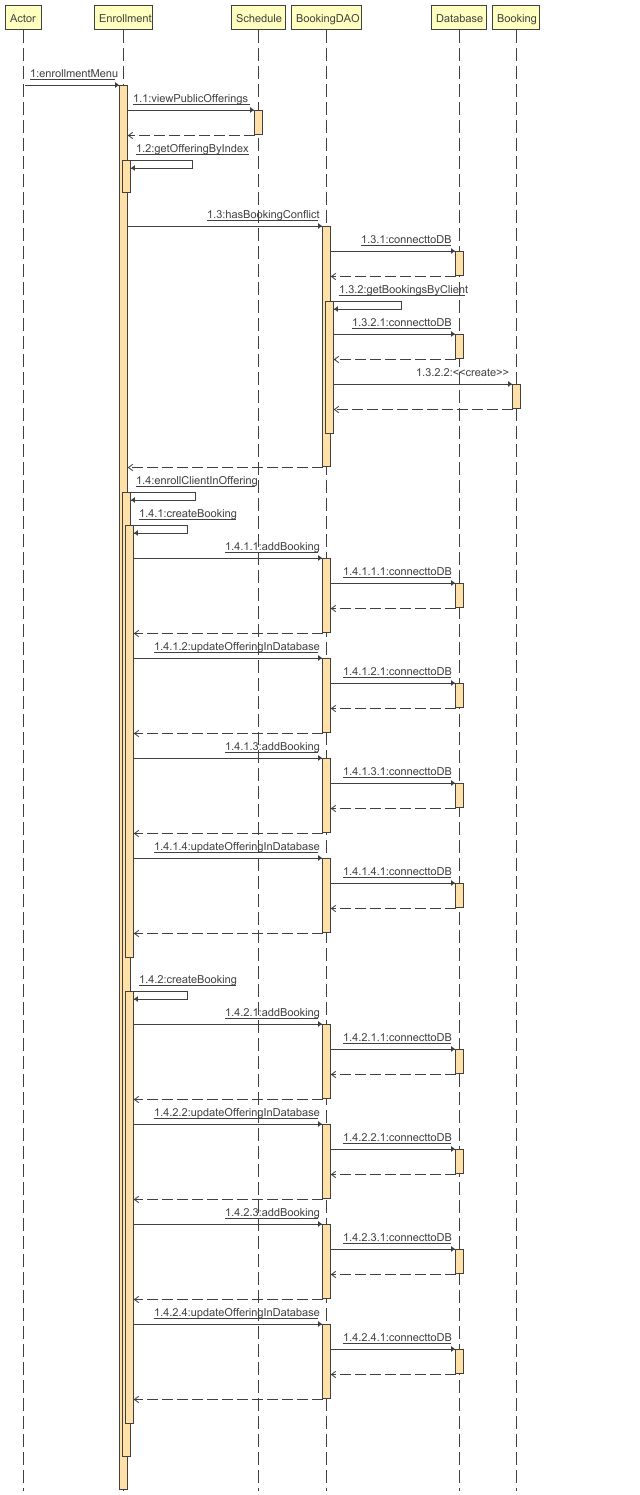 Actor Enrollment Schedule BookingDAO Database Booking
1:enrollmentMenu
1.1:viewPublicOfferings
1.2:getOfferingByIndex
1.3:hasBookingConflict
1.3.1:connecttoDB
1.3.2:getBookingsByClient
1.3.2.1:connecttoDB
1.3.2.2:<<create>>
1.4:enrollClientInOffering
1.4.1:createBooking
1.4.1.1:addBooking
1.4.1.1.1:connecttoDB
1.4.1.2:updateOfferingInDatabase
1.4.1.2.1:connecttoDB
1.4.1.3:addBooking
1.4.1.3.1:connecttoDB
1.4.1.4:updateOfferingInDatabase
1.4.1.4.1:connecttoDB
1.4.2:createBooking
1.4.2.1:addBooking
1.4.2.1.1:connecttoDB
1.4.2.2:updateOfferingInDatabase
1.4.2.2.1:connecttoDB
1.4.2.3:addBooking
1.4.2.3.1:connecttoDB
1.4.2.4:updateOfferingInDatabase
1.4.2.4.1:connecttoDB